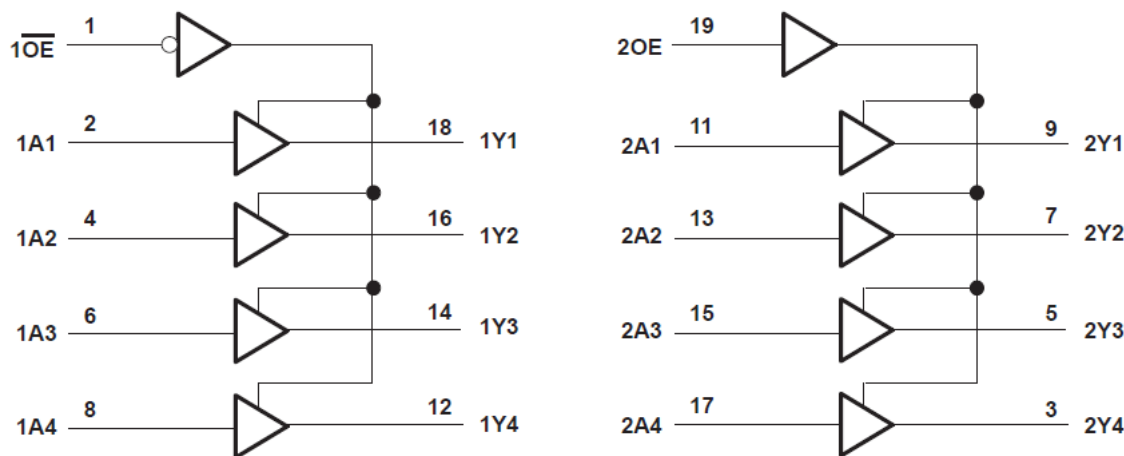 1 19
1O̅E̅ 2OE
2 18 11 9
1A1 1Y1 2A1 2Y1
4 16 13 7
1A2 1Y2 2A2 2Y2
6 14 15 5
1A3 1Y3 2A3 2Y3
8 12 17 3
1A4 1Y4 2A4 2Y4